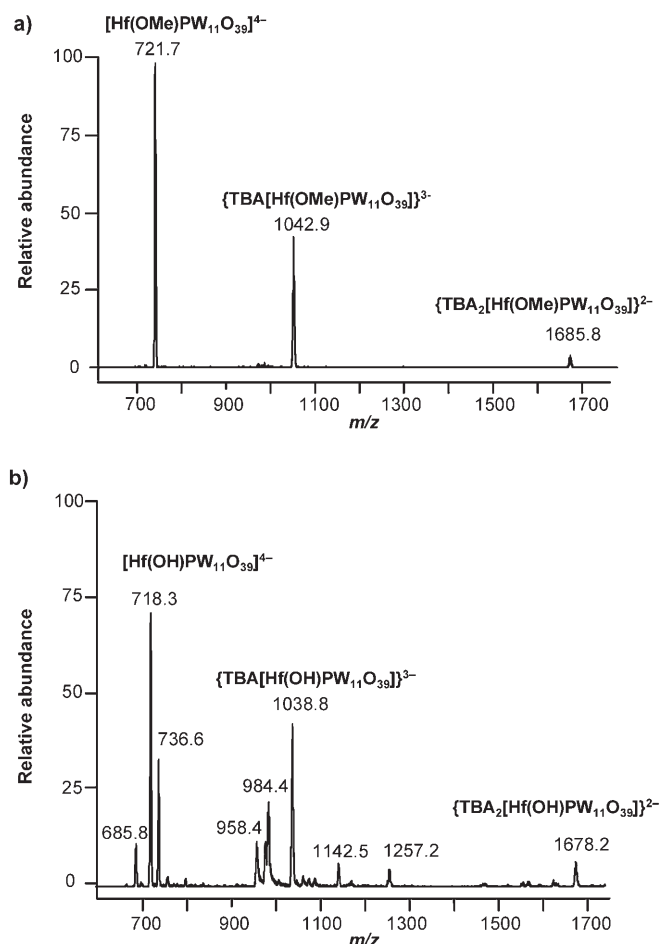 a)
[Hf(OMe)PW₁₁O₃₉]⁴⁻
721.7
100
75
50
25
0
Relative abundance
{TBA[Hf(OMe)PW₁₁O₃₉]}³⁻
1042.9
{TBA₂[Hf(OMe)PW₁₁O₃₉]}²⁻
1685.8
700 900 1100 1300 1500 1700
m/z
b)
100
75
50
25
0
Relative abundance
[Hf(OH)PW₁₁O₃₉]⁴⁻
718.3
736.6
685.8
{TBA[Hf(OH)PW₁₁O₃₉]}³⁻
1038.8
984.4
958.4
1142.5
1257.2
{TBA₂[Hf(OH)PW₁₁O₃₉]}²⁻
1678.2
700 900 1100 1300 1500 1700
m/z